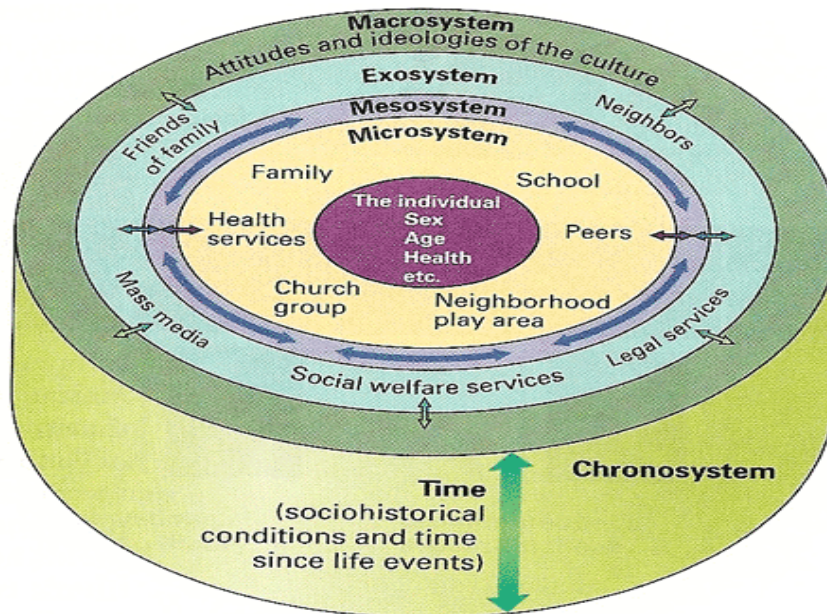 Macrosystem
Attitudes and ideologies of the culture
Exosystem
Mesosystem
Microsystem
Friends
of family
Neighbors
Family
School
The individual
Sex
Age
Health
etc.
Health
services
Peers
Church
group
Neighborhood
play area
Mass media
Legal services
Social welfare services
Chronosystem
Time
(sociohistorical
conditions and time
since life events)